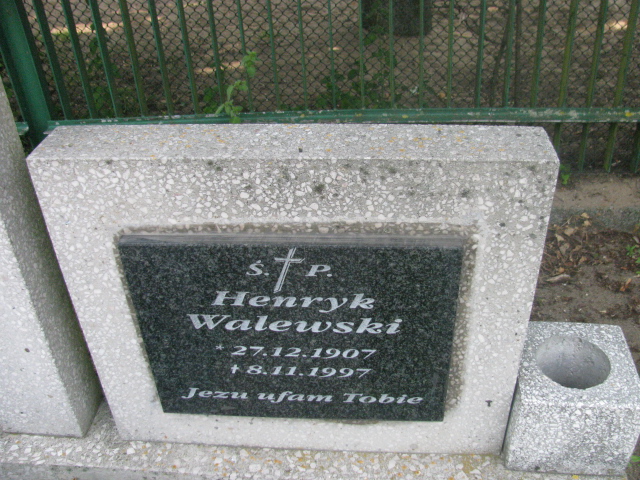 Ś. P.
Henryk
Walewski
* 27.12.1907
† 8.11.1997
Jezu ufam Tobie